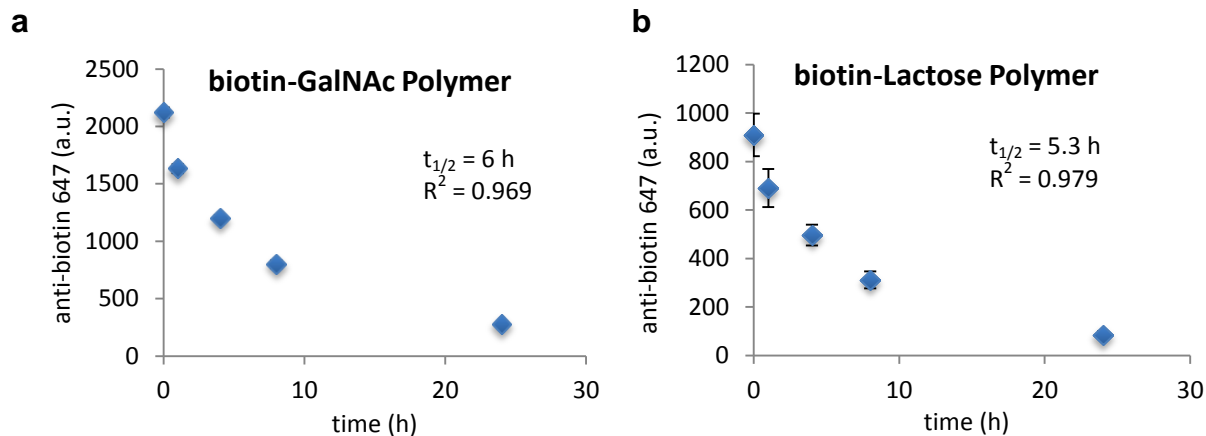 a
biotin-GalNAc Polymer
anti-biotin 647 (a.u.)
2500
2000
1500
1000
500
0
t1/2 = 6 h
R2 = 0.969
0 10 20 30
time (h)
b
biotin-Lactose Polymer
anti-biotin 647 (a.u.)
1200
1000
800
600
400
200
0
t1/2 = 5.3 h
R2 = 0.979
0 10 20 30
time (h)